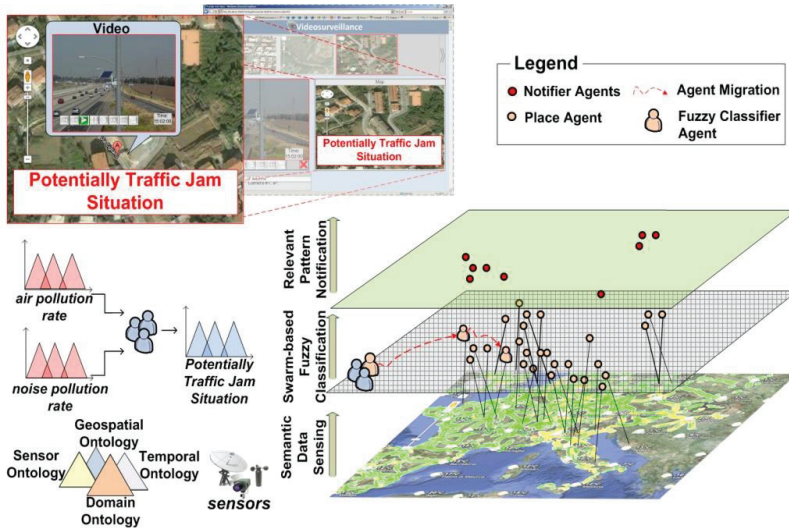 Video
Time:
Potentially Traffic Jam
Situation
Videosurveillance
Map
Potentially Traffic Jam
Situation
Legend
Notifier Agents
Agent Migration
Place Agent
Fuzzy Classifier
Agent
air pollution
rate
noise pollution
rate
Potentially
Traffic Jam
Situation
Geospatial
Ontology
Sensor
Ontology
Temporal
Ontology
Domain
Ontology
sensors
Relevant
Pattern
Notification
Swarm-based
Fuzzy
Classification
Semantic
Data
Sensing